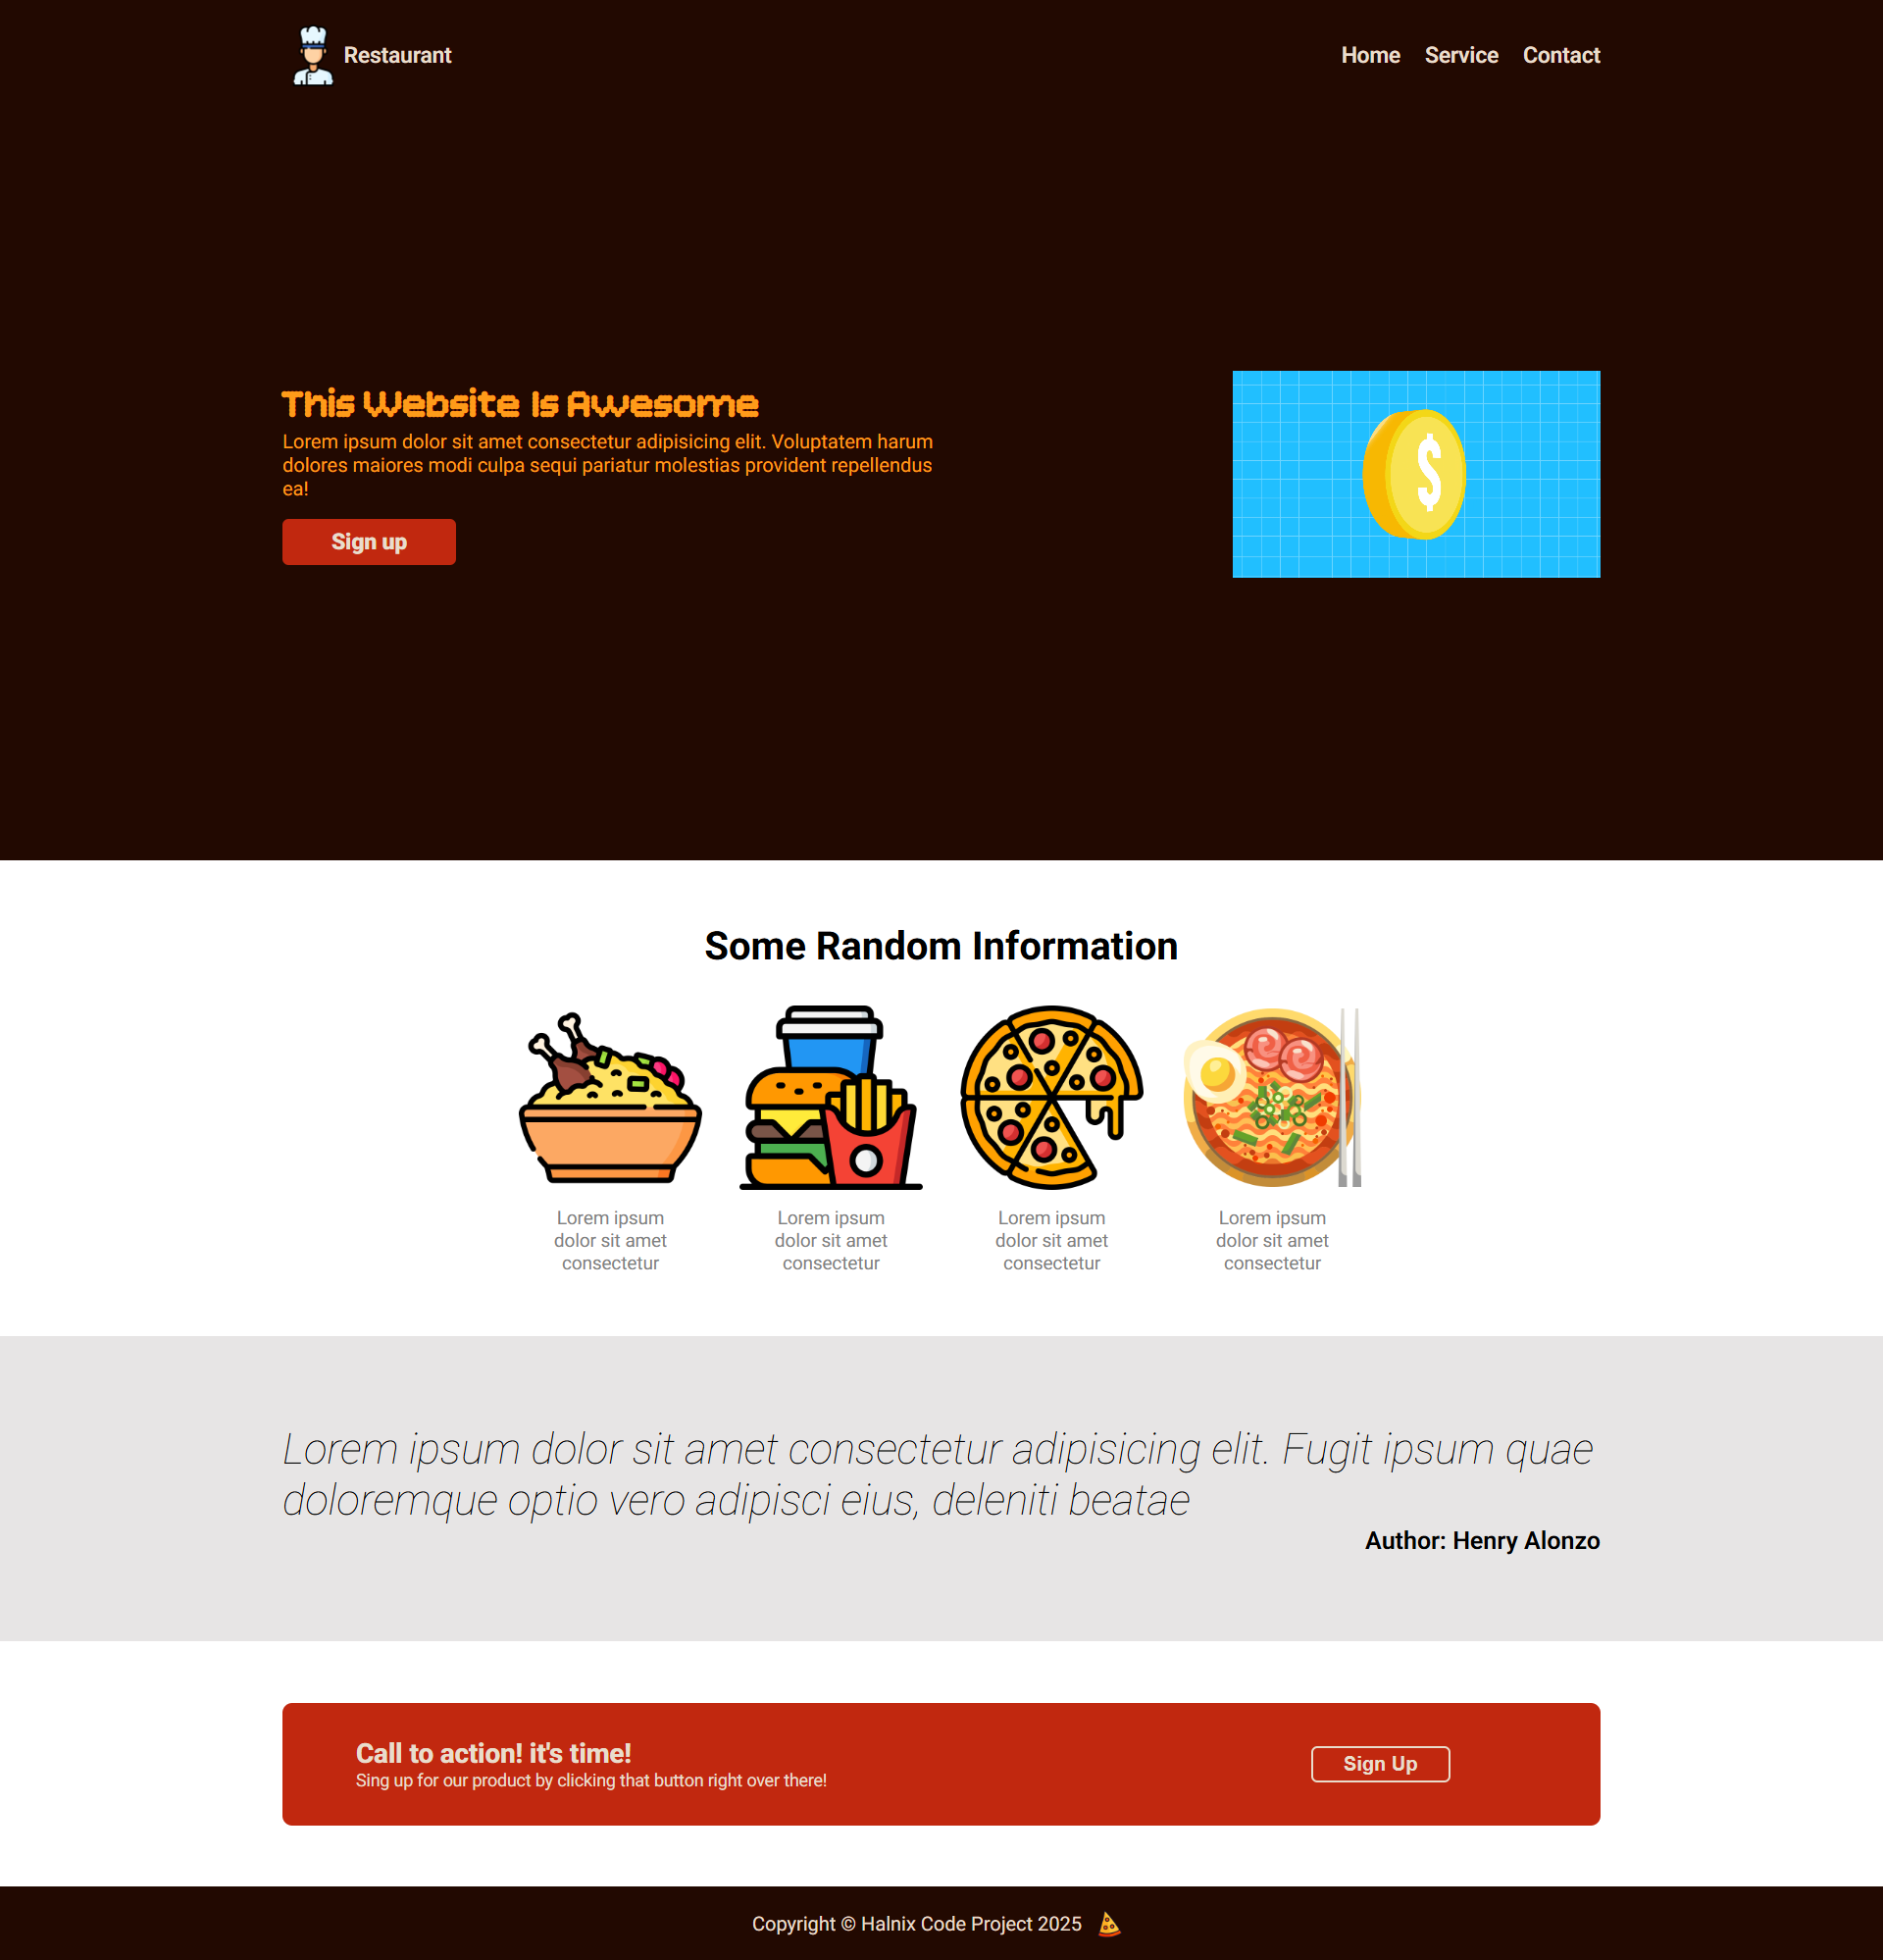 Restaurant
Home Service Contact
This Website Is Awesome
Lorem ipsum dolor sit amet consectetur adipisicing elit. Voluptatem harum
dolores maiores modi culpa sequi pariatur molestias provident repellendus
ea!
Sign up
$
Some Random Information
Lorem ipsum
dolor sit amet
consectetur
Lorem ipsum
dolor sit amet
consectetur
Lorem ipsum
dolor sit amet
consectetur
Lorem ipsum
dolor sit amet
consectetur
Lorem ipsum dolor sit amet consectetur adipisicing elit. Fugit ipsum quae
doloremque optio vero adipisci eius, deleniti beatae
Author: Henry Alonzo
Call to action! it's time!
Sing up for our product by clicking that button right over there!
Sign Up
Copyright © Halnix Code Project 2025